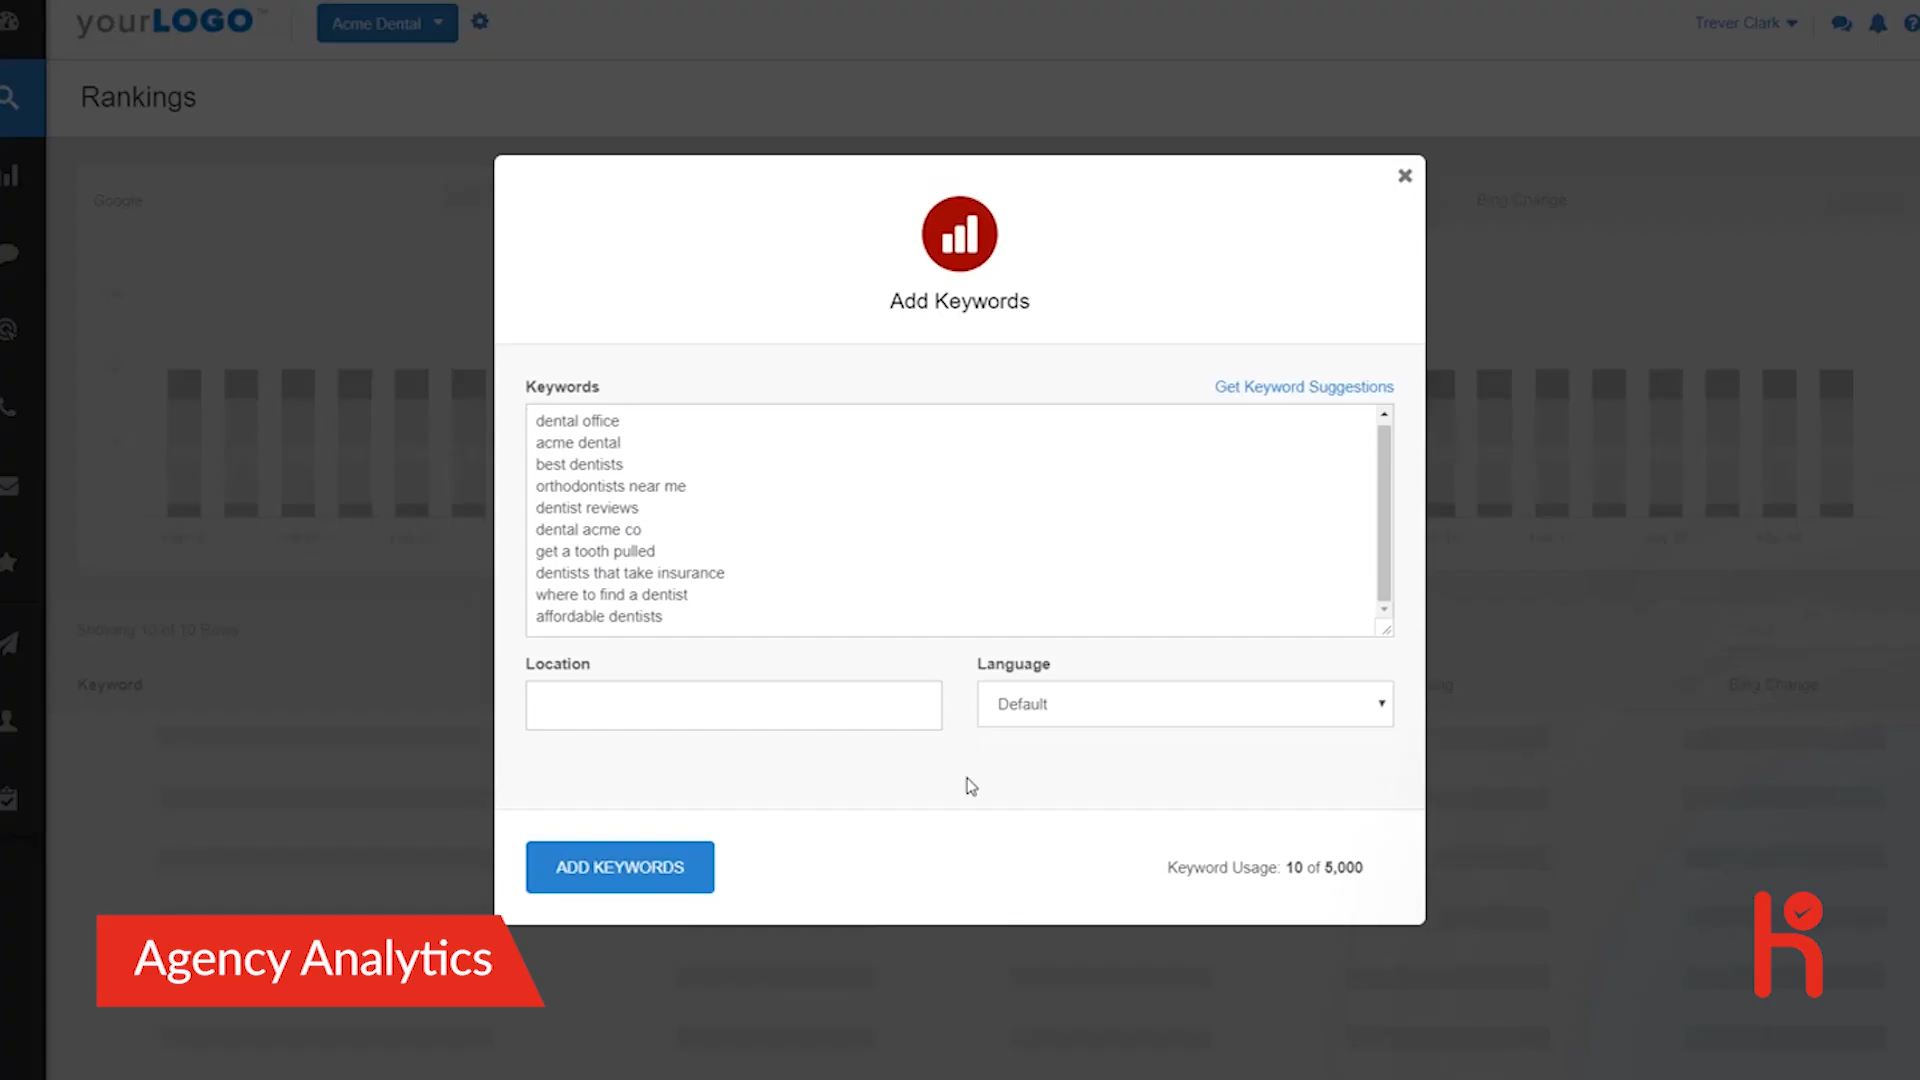 yourLOGO™
Acme Dental
Trever Clark
Rankings
Google
Bing Change
Add Keywords
Keywords
Get Keyword Suggestions
dental office
acme dental
best dentists
orthodontists near me
dentist reviews
dental acme co
get a tooth pulled
dentists that take insurance
where to find a dentist
affordable dentists
Showing 10 of 10 Rows
Location
Language
Keyword
Bing Change
Default
ADD KEYWORDS
Keyword Usage: 10 of 5,000
Agency Analytics